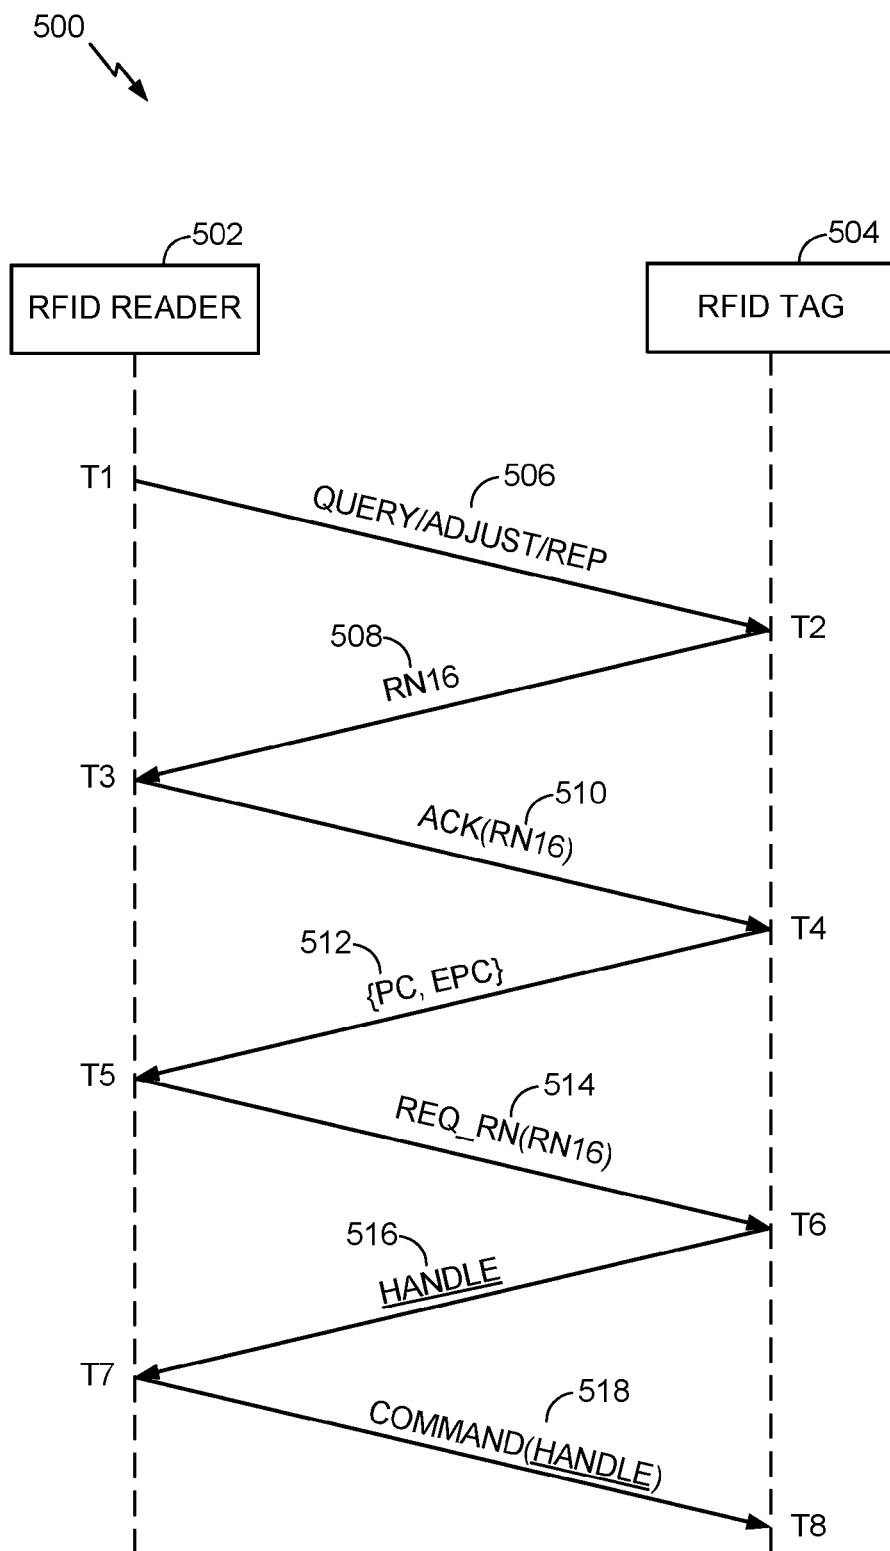 500
502
504
RFID READER
RFID TAG
T1
506
QUERY/ADJUST/REP
T2
508
RN16
T3
510
ACK(RN16)
T4
512
{PC, EPC}
T5
514
REQ_RN(RN16)
T6
516
HANDLE
T7
518
COMMAND(HANDLE)
T8